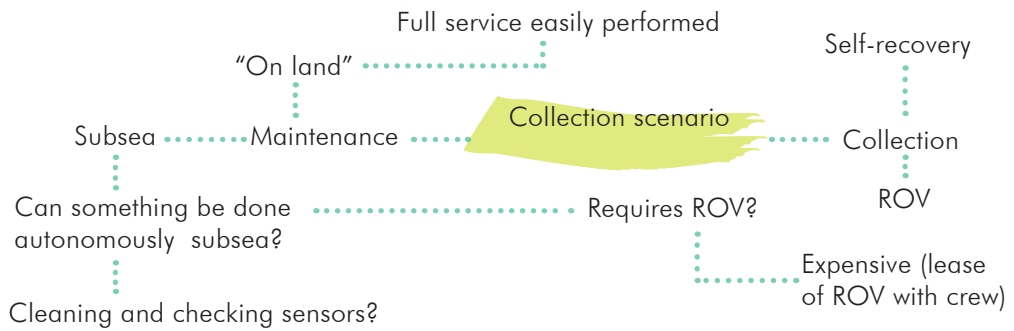 Full service easily performed
Self-recovery
“On land”
Collection scenario
Subsea
Maintenance
Collection
ROV
Can something be done
autonomously subsea?
Requires ROV?
Expensive (lease
of ROV with crew)
Cleaning and checking sensors?